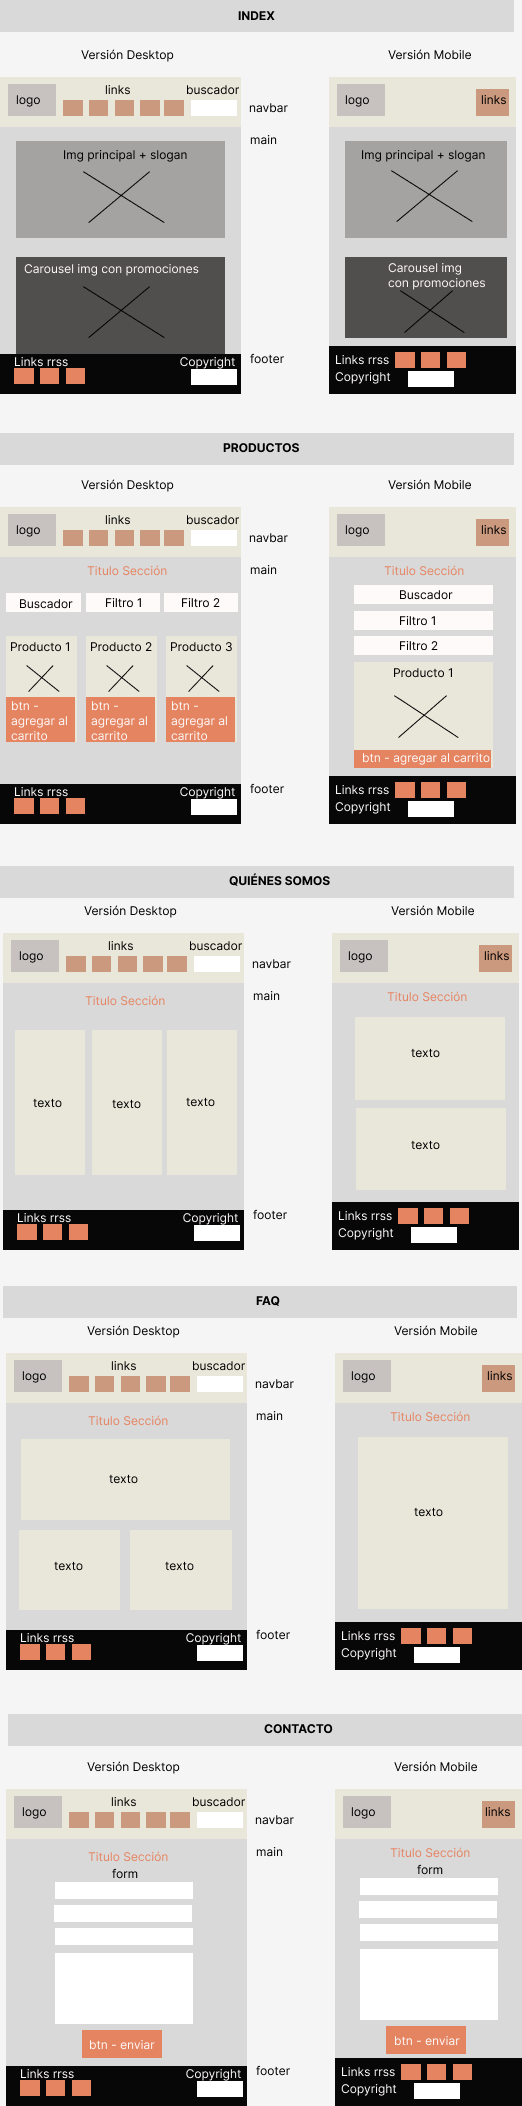 INDEX
Versión Desktop
Versión Mobile
logo
links
buscador
navbar
logo
links
main
Img principal + slogan
Img principal + slogan
Carousel img con promociones
Carousel img
con promociones
Links rrss
Copyright
footer
Links rrss
Copyright
PRODUCTOS
Versión Desktop
Versión Mobile
logo
links
buscador
navbar
logo
links
main
Titulo Sección
Titulo Sección
Buscador
Filtro 1
Filtro 2
Buscador
Filtro 1
Filtro 2
Producto 1
Producto 2
Producto 3
Producto 1
btn -
agregar al
carrito
btn -
agregar al
carrito
btn -
agregar al
carrito
btn - agregar al carrito
Links rrss
Copyright
footer
Links rrss
Copyright
QUIÉNES SOMOS
Versión Desktop
Versión Mobile
logo
links
buscador
navbar
logo
links
main
Titulo Sección
Titulo Sección
texto
texto
texto
texto
texto
Links rrss
Copyright
footer
Links rrss
Copyright
FAQ
Versión Desktop
Versión Mobile
logo
links
buscador
navbar
logo
links
main
Titulo Sección
Titulo Sección
texto
texto
texto
texto
Links rrss
Copyright
footer
Links rrss
Copyright
CONTACTO
Versión Desktop
Versión Mobile
logo
links
buscador
navbar
logo
links
main
Titulo Sección
form
Titulo Sección
form
btn - enviar
btn - enviar
Links rrss
Copyright
footer
Links rrss
Copyright